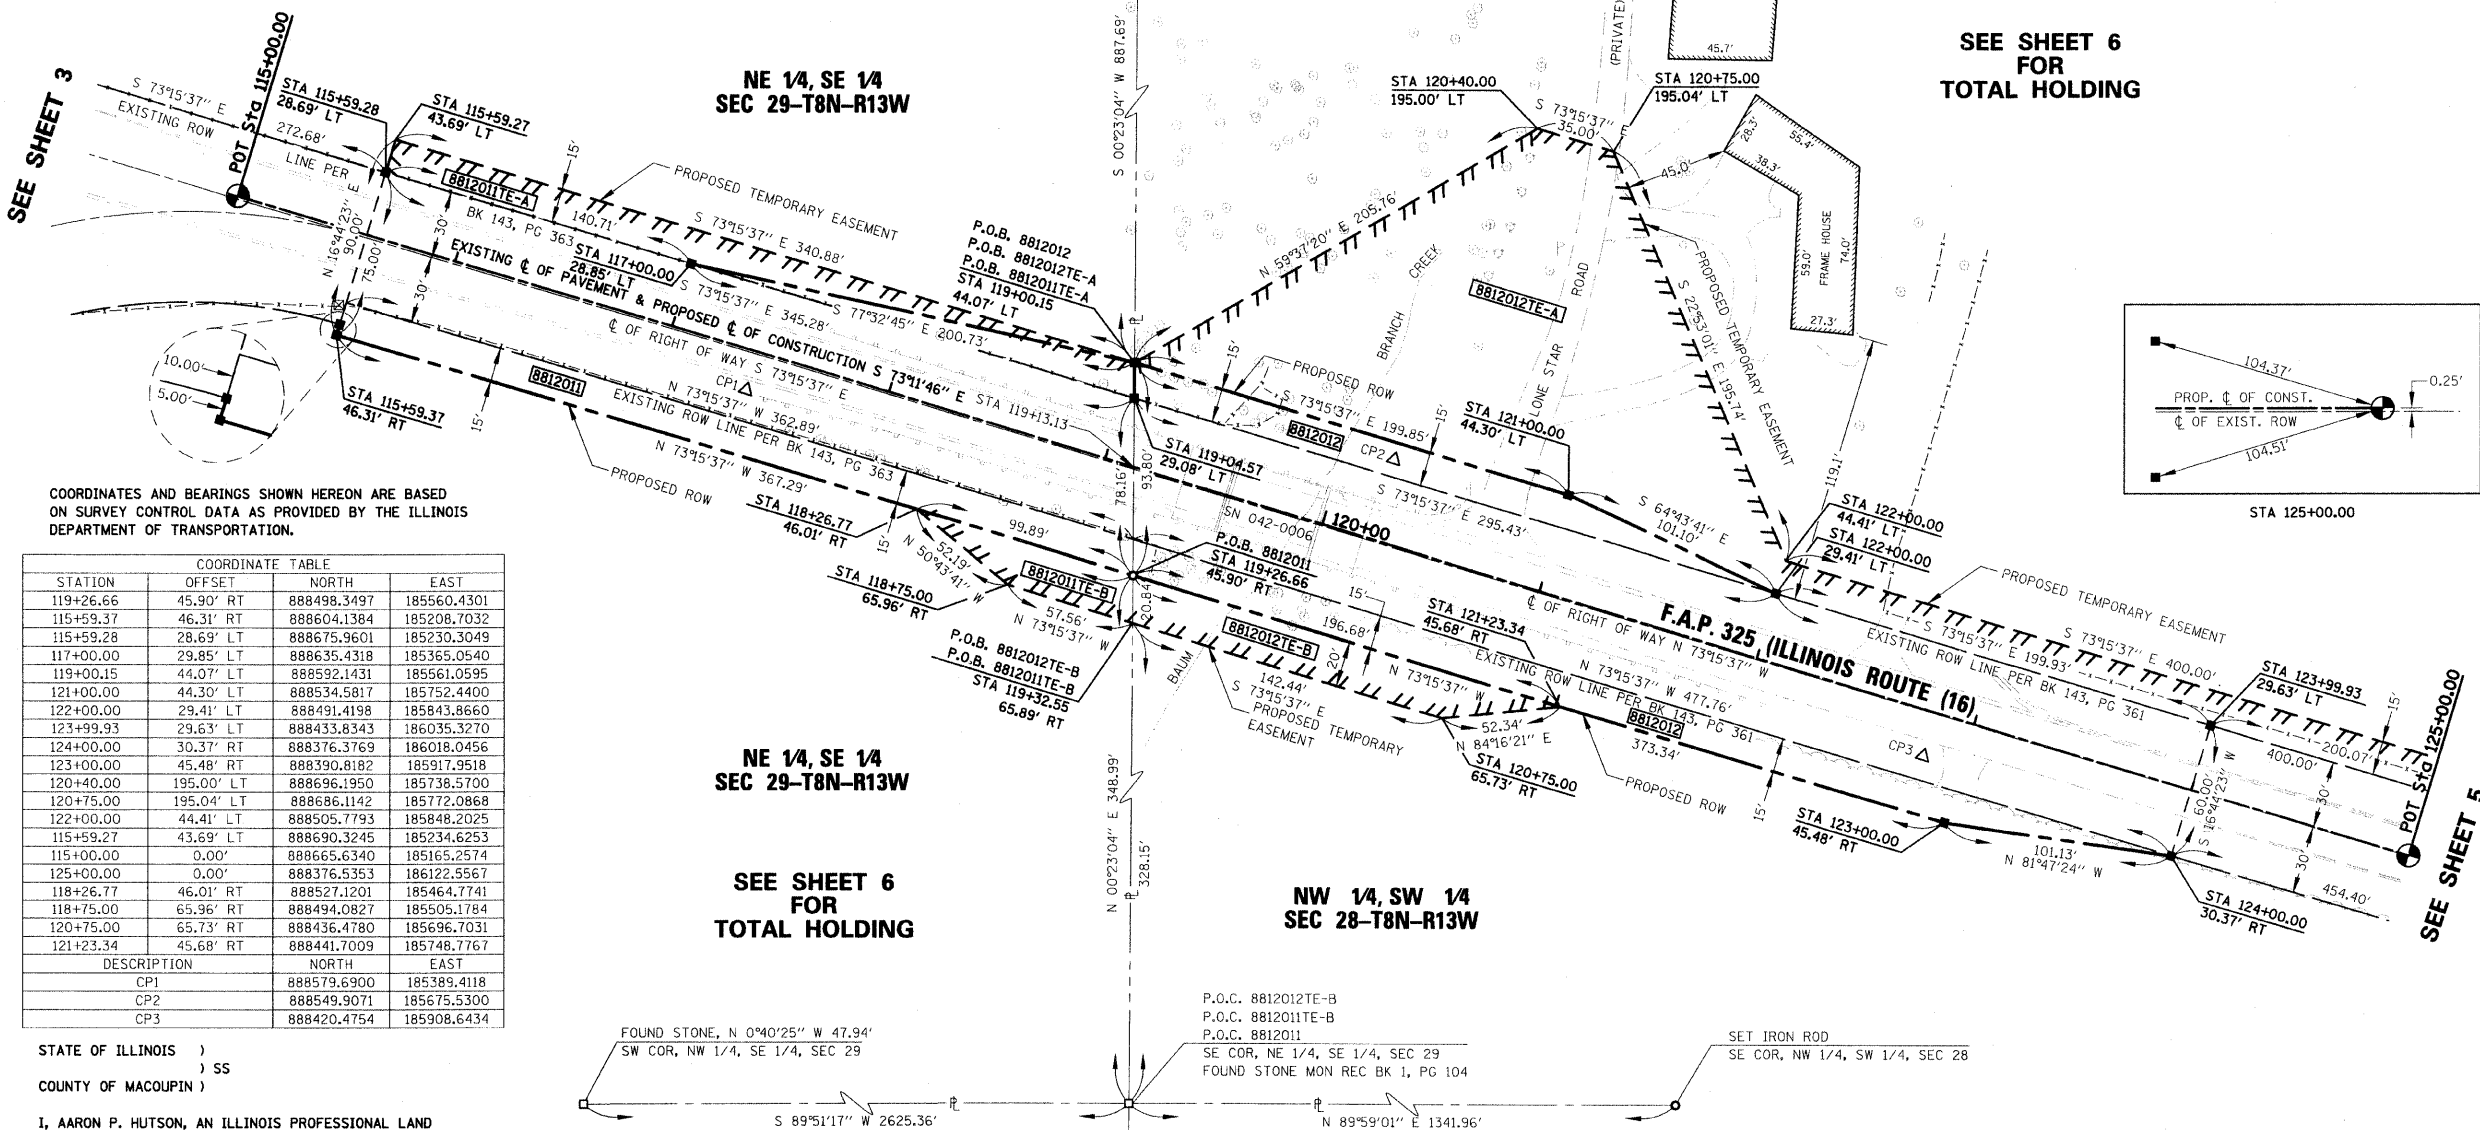 SEE SHEET 3
POT Sta 115+00.00
S 73°15'37" E
EXISTING ROW
272.68'
LINE PER
STA 115+59.28
28.69' LT
STA 115+59.27
43.69' LT
NE 1/4, SE 1/4
SEC 29-T8N-R13W
S 00°23'04" W 887.69'
(PRIVATE)
45.7'
SEE SHEET 6
FOR
TOTAL HOLDING
STA 120+40.00
195.00' LT
STA 120+75.00
195.04' LT
S 73°15'37" E
35.00'
45.0'
28.3'
55.4'
38.3'
59.0'
FRAME HOUSE
74.0'
27.3'
N 16°44'23" E
90.00'
75.00'
8812011TE-A
BK 143, PG 363
140.71'
15'
PROPOSED TEMPORARY EASEMENT
S 73°15'37" E 340.88'
30'
30'
STA 117+00.00
28.85' LT
S 73°15'37" E 345.28'
S 77°32'45" E 200.73'
EXISTING ℄ OF PAVEMENT & PROPOSED ℄ OF CONSTRUCTION S 73°11'46" E
℄ OF RIGHT OF WAY S 73°15'37" E
STA 119+13.13
P.O.B. 8812012
P.O.B. 8812012TE-A
P.O.B. 8812011TE-A
STA 119+00.15
44.07' LT
N 59°37'20" E 205.76'
BRANCH CREEK
LONE STAR ROAD
8812012TE-A
PROPOSED TEMPORARY EASEMENT
S 22°53'01" E 195.74'
119.1'
104.37'
0.25'
PROP. ℄ OF CONST.
℄ OF EXIST. ROW
104.51'
STA 125+00.00
10.00'
5.00'
STA 115+59.37
46.31' RT
8812011
CP1
N 73°15'37" W 362.89'
EXISTING ROW LINE PER BK 143, PG 363
15'
N 73°15'37" W 367.29'
PROPOSED ROW
15'
PROPOSED ROW
15'
S 73°15'37" E 199.85'
8812012
CP2
15'
STA 121+00.00
44.30' LT
STA 119+04.57
29.08' LT
78.16'
93.80'
S 73°15'37" E 295.43'
SN 042-0006
120+00
S 64°43'41" E
101.10'
STA 122+00.00
44.41' LT
STA 122+00.00
29.41' LT
PROPOSED TEMPORARY EASEMENT
S 73°15'37" E 400.00'
S 73°15'37" E 199.93'
EXISTING ROW LINE PER BK 143, PG 361
STA 123+99.93
29.63' LT
15'
200.07'
400.00'
POT Sta 125+00.00
SEE SHEET 5
STA 118+26.77
46.01' RT
99.89'
15'
52.19'
N 50°43'41" W
STA 118+75.00
65.96' RT
8812011TE-B
57.56'
N 73°15'37" W
20.84'
P.O.B. 8812011
STA 119+26.66
45.90' RT
P.O.B. 8812012TE-B
P.O.B. 8812011TE-B
STA 119+32.55
65.89' RT
BAUM
8812012TE-B
196.68'
15'
20'
N 73°15'37" W
142.44'
S 73°15'37" E
PROPOSED TEMPORARY
EASEMENT
STA 121+23.34
45.68' RT
℄ OF RIGHT OF WAY N 73°15'37" W
F.A.P. 325 (ILLINOIS ROUTE (16)
N 73°15'37" W 477.76'
EXISTING ROW LINE PER BK 143, PG 361
8812012
52.34'
N 84°16'21" E
STA 120+75.00
65.73' RT
373.34'
PROPOSED ROW
15'
CP3
STA 123+00.00
45.48' RT
101.13'
N 81°47'24" W
60.00'
S 16°44'23" W
30'
30'
454.40'
STA 124+00.00
30.37' RT
COORDINATES AND BEARINGS SHOWN HEREON ARE BASED
ON SURVEY CONTROL DATA AS PROVIDED BY THE ILLINOIS
DEPARTMENT OF TRANSPORTATION.
COORDINATE TABLE
STATION OFFSET NORTH EAST
119+26.66 45.90' RT 888498.3497 185560.4301
115+59.37 46.31' RT 888604.1384 185208.7032
115+59.28 28.69' LT 888675.9601 185230.3049
117+00.00 29.85' LT 888635.4318 185365.0540
119+00.15 44.07' LT 888592.1431 185561.0595
121+00.00 44.30' LT 888534.5817 185752.4400
122+00.00 29.41' LT 888491.4198 185843.8660
123+99.93 29.63' LT 888433.8343 186035.3270
124+00.00 30.37' RT 888376.3769 186018.0456
123+00.00 45.48' RT 888390.8182 185917.9518
120+40.00 195.00' LT 888696.1950 185738.5700
120+75.00 195.04' LT 888686.1142 185772.0868
122+00.00 44.41' LT 888505.7793 185848.2025
115+59.27 43.69' LT 888690.3245 185234.6253
115+00.00 0.00' 888665.6340 185165.2574
125+00.00 0.00' 888376.5353 186122.5567
118+26.77 46.01' RT 888527.1201 185464.7741
118+75.00 65.96' RT 888494.0827 185505.1784
120+75.00 65.73' RT 888436.4780 185696.7031
121+23.34 45.68' RT 888441.7009 185748.7767
DESCRIPTION NORTH EAST
CP1 888579.6900 185389.4118
CP2 888549.9071 185675.5300
CP3 888420.4754 185908.6434
NE 1/4, SE 1/4
SEC 29-T8N-R13W
N 00°23'04" E 348.99'
328.15'
SEE SHEET 6
FOR
TOTAL HOLDING
NW 1/4, SW 1/4
SEC 28-T8N-R13W
STATE OF ILLINOIS )
) SS
COUNTY OF MACOUPIN )
I, AARON P. HUTSON, AN ILLINOIS PROFESSIONAL LAND
FOUND STONE, N 0°40'25" W 47.94'
SW COR, NW 1/4, SE 1/4, SEC 29
P.O.C. 8812012TE-B
P.O.C. 8812011TE-B
P.O.C. 8812011
SE COR, NE 1/4, SE 1/4, SEC 29
FOUND STONE MON REC BK 1, PG 104
SET IRON ROD
SE COR, NW 1/4, SW 1/4, SEC 28
S 89°51'17" W 2625.36'
N 89°59'01" E 1341.96'